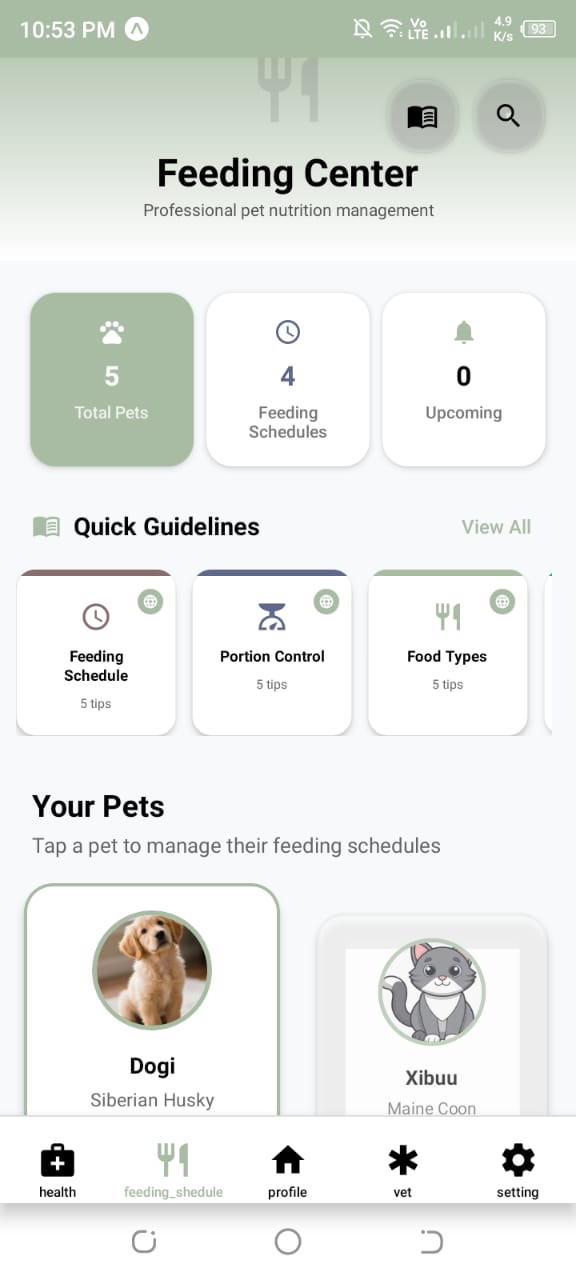 10:53 PM
Vo
LTE
4.9
K/s
93
Feeding Center
Professional pet nutrition management
5
Total Pets
4
Feeding
Schedules
0
Upcoming
Quick Guidelines
View All
Feeding
Schedule
5 tips
Portion Control
5 tips
Food Types
5 tips
Your Pets
Tap a pet to manage their feeding schedules
Dogi
Siberian Husky
Xibuu
Maine Coon
health
feeding_shedule
profile
vet
setting